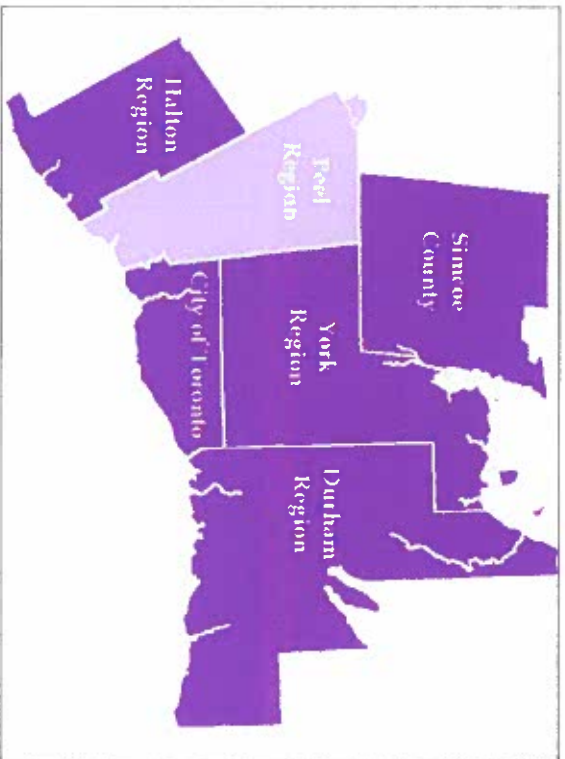 Simcoe
County
Peel
Region
Halton
Region
York
Region
Durham
Region
City of Toronto